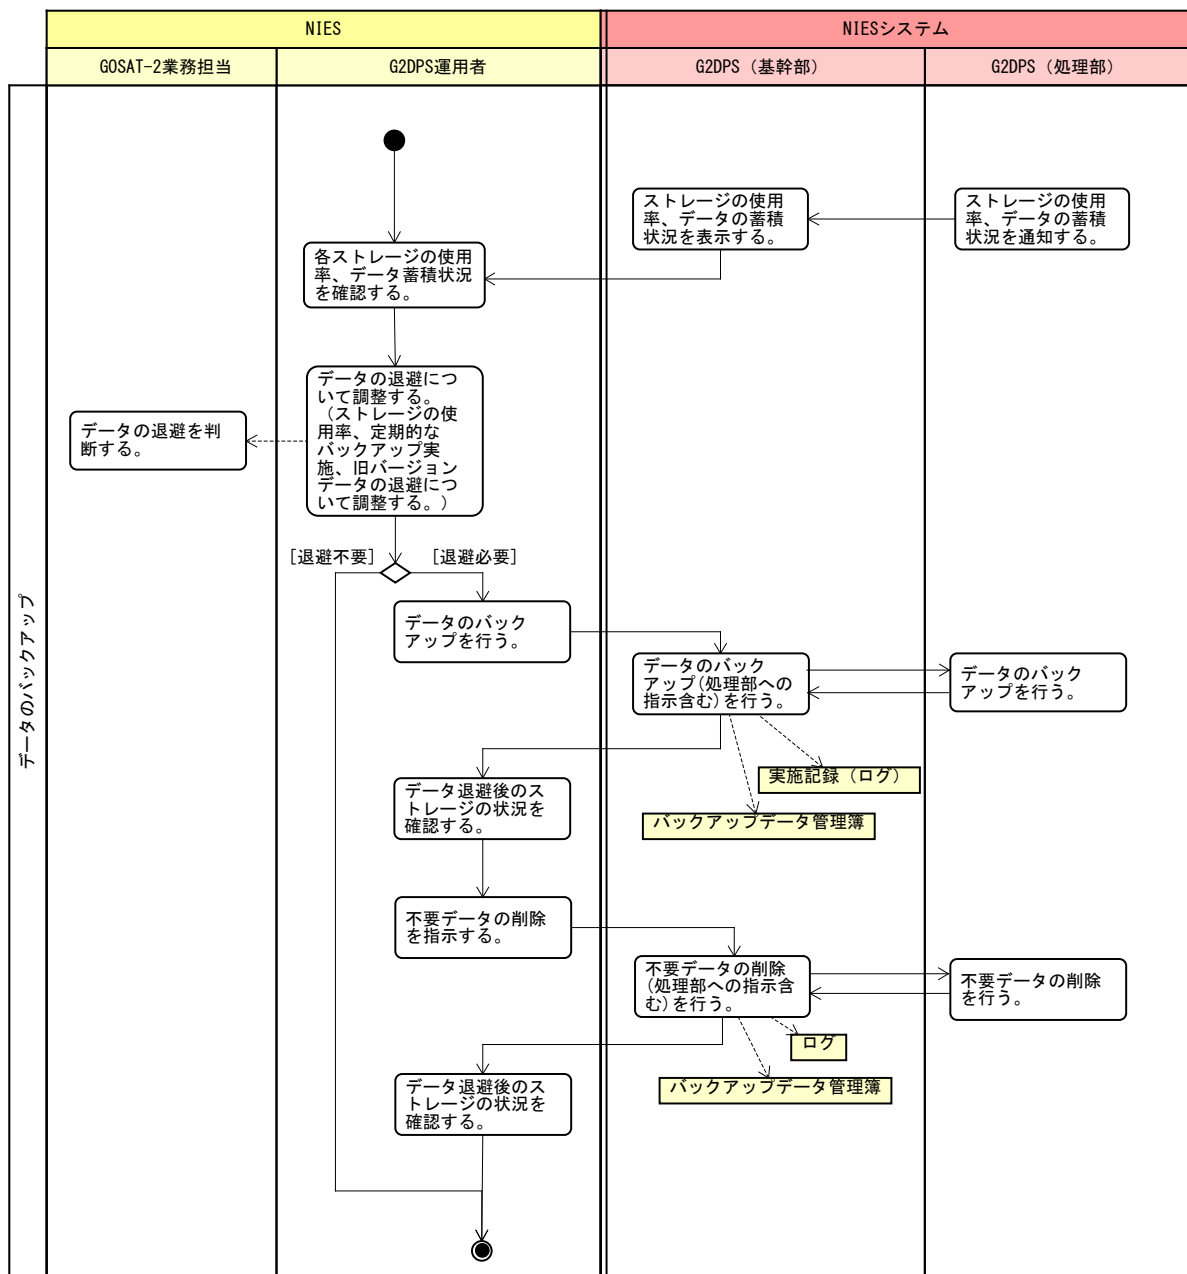 NIES
NIESシステム
GOSAT-2業務担当
G2DPS運用者
G2DPS（基幹部）
G2DPS（処理部）
データのバックアップ
ストレージの使用
率、データの蓄積
状況を表示する。
ストレージの使用
率、データの蓄積
状況を通知する。
各ストレージの使用
率、データ蓄積状況
を確認する。
データの退避につ
いて調整する。
（ストレージの使
用率、定期的な
バックアップ実
施、旧バージョン
データの退避につ
いて調整する。）
データの退避を判
断する。
[退避不要]
[退避必要]
データのバック
アップを行う。
データのバック
アップ(処理部への
指示含む)を行う。
データのバック
アップを行う。
実施記録（ログ）
バックアップデータ管理簿
データ退避後のス
トレージの状況を
確認する。
不要データの削除
を指示する。
不要データの削除
(処理部への指示含
む)を行う。
不要データの削除
を行う。
ログ
バックアップデータ管理簿
データ退避後のス
トレージの状況を
確認する。